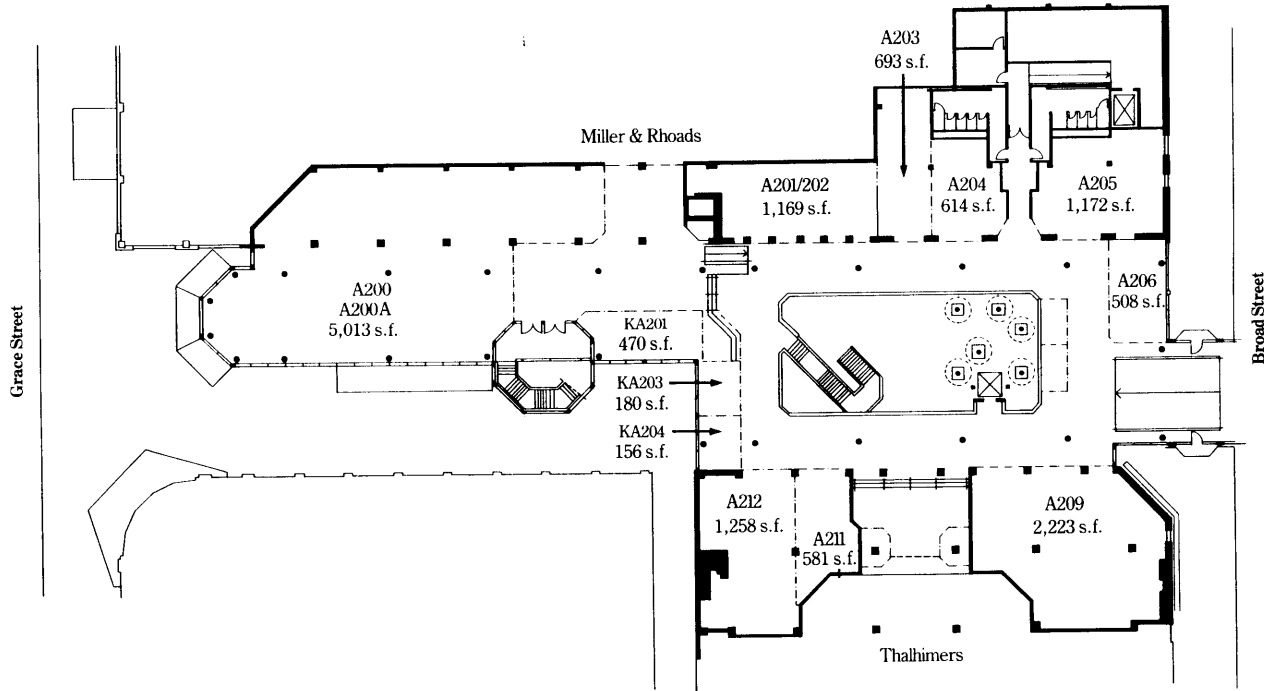 A203
693 s.f.
Miller & Rhoads
A201/202
1,169 s.f.
A204
614 s.f.
A205
1,172 s.f.
A200
A200A
5,013 s.f.
A206
508 s.f.
KA201
470 s.f.
KA203
180 s.f.
KA204
156 s.f.
Grace Street
Broad Street
A212
1,258 s.f.
A211
581 s.f.
A209
2,223 s.f.
Thalhimers